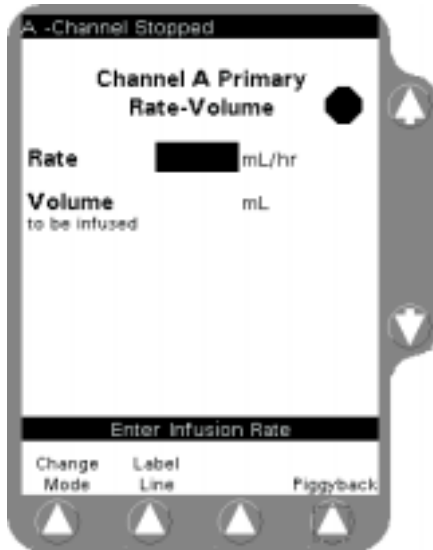 A -Channel Stopped
Channel A Primary
Rate-Volume
Rate mL/hr
Volume mL
to be infused
Enter Infusion Rate
Change Label
Mode Line Piggyback